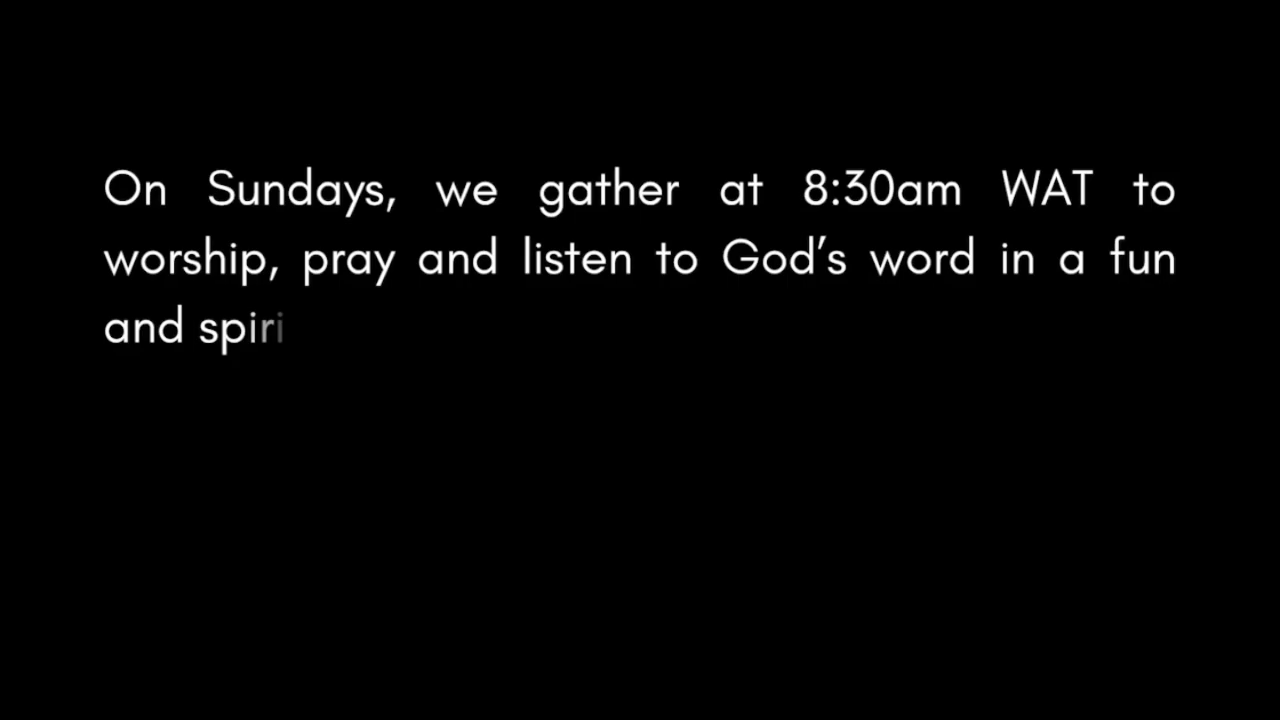 On Sundays, we gather at 8:30am WAT to
worship, pray and listen to God’s word in a fun
and spiri